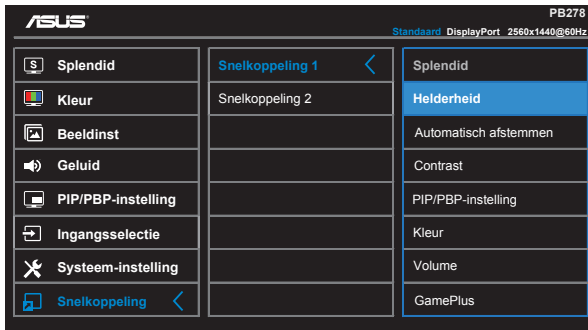 ASUS
PB278
Standaard DisplayPort 2560x1440@60Hz
S Splendid
Kleur
Beeldinst
Geluid
PIP/PBP-instelling
Ingangsselectie
Systeem-instelling
Snelkoppeling
Snelkoppeling 1
Snelkoppeling 2
Splendid
Helderheid
Automatisch afstemmen
Contrast
PIP/PBP-instelling
Kleur
Volume
GamePlus